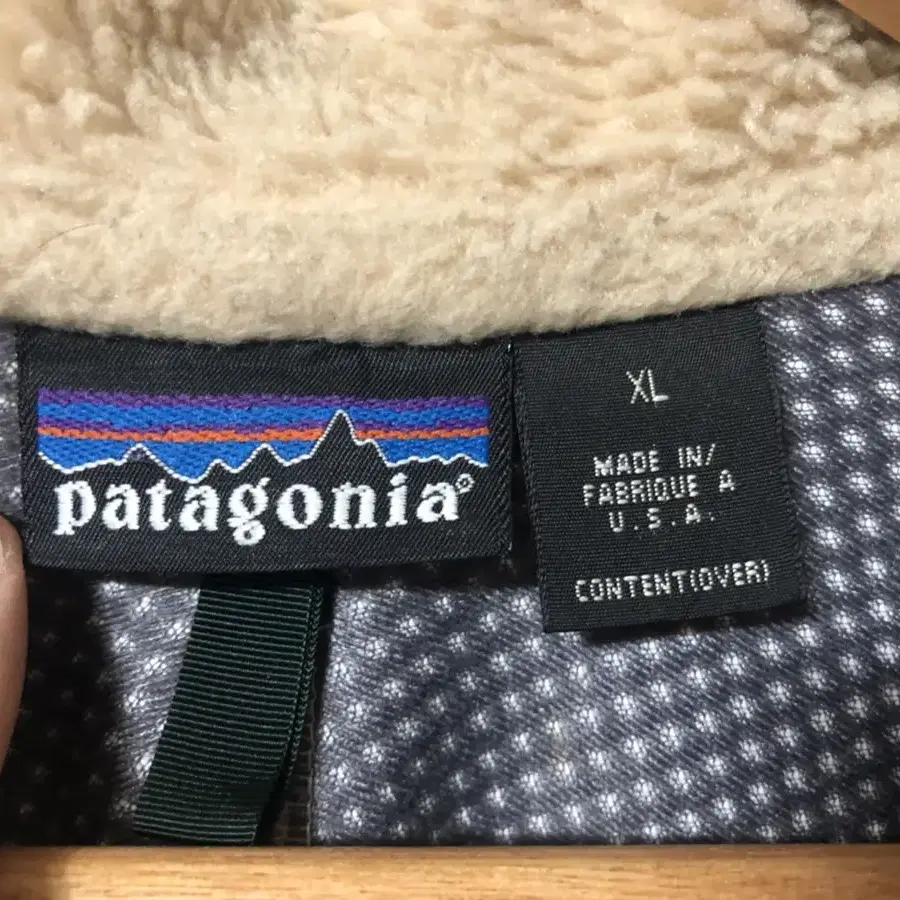 patagonia®
XL
MADE IN/
FABRIQUE A
U.S.A.
CONTENT(OVER)